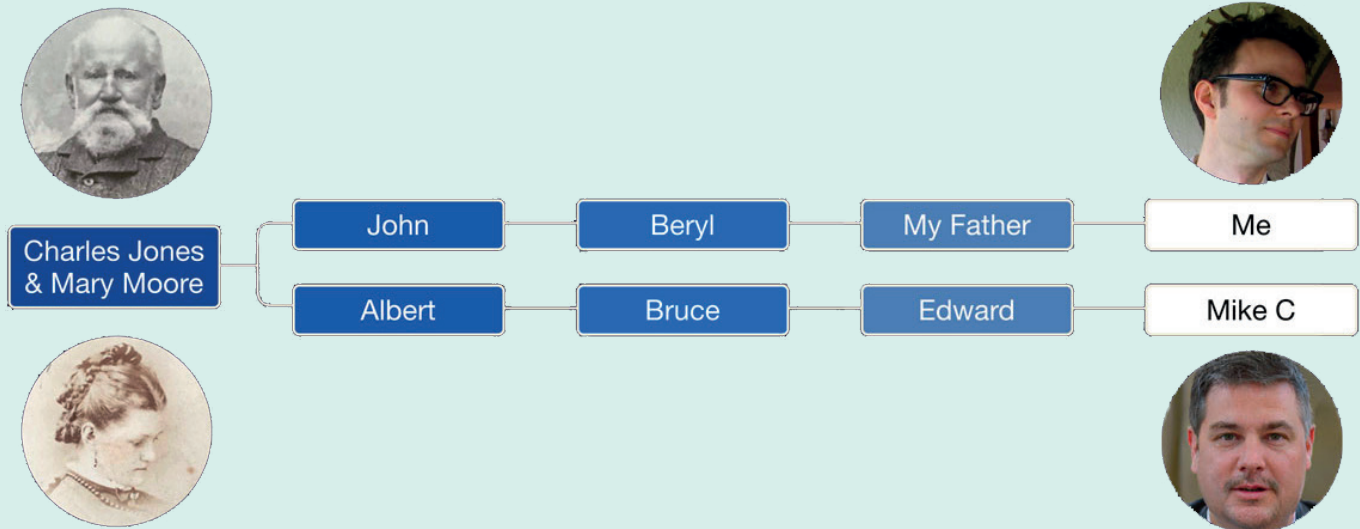 Charles Jones
& Mary Moore
John
Beryl
My Father
Me
Albert
Bruce
Edward
Mike C